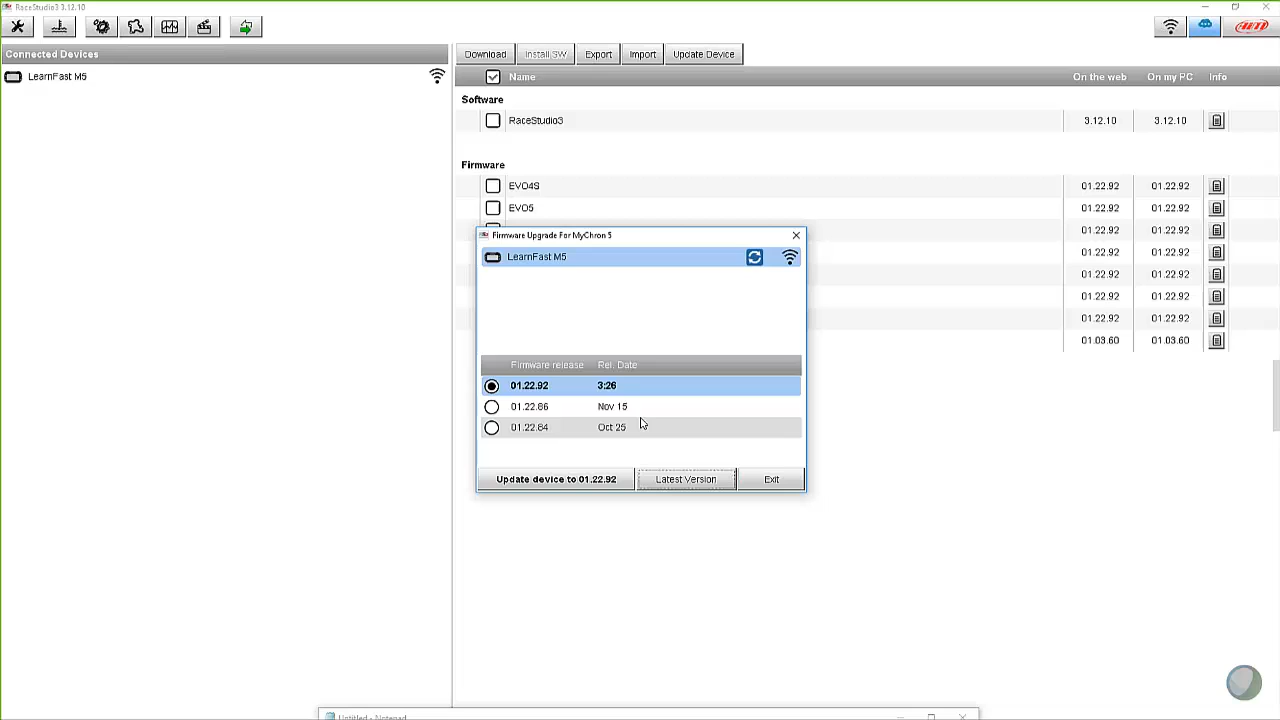 RaceStudio3 3.12.10
Connected Devices
LearnFast M5
Download Install SW Export Import Update Device
Name On the web On my PC Info
Software
RaceStudio3 3.12.10 3.12.10
Firmware
EVO4S 01.22.92 01.22.92
EVO5 01.22.92 01.22.92
01.22.92 01.22.92
01.22.92 01.22.92
01.22.92 01.22.92
01.22.92 01.22.92
01.22.92 01.22.92
01.03.60 01.03.60
Firmware Upgrade For MyChron 5
LearnFast M5
Firmware release Rel. Date
01.22.92 3:26
01.22.86 Nov 15
01.22.84 Oct 25
Update device to 01.22.92 Latest Version Exit
Untitled - Notepad
AiM